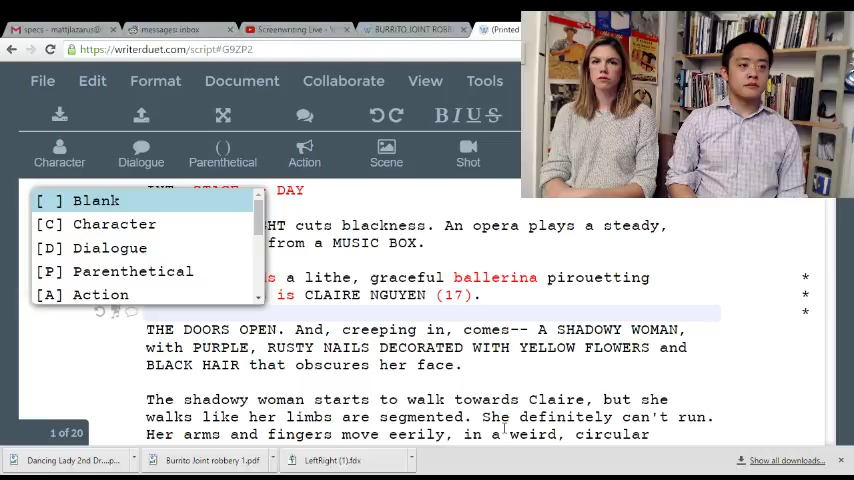 specs - mattjlazarus@
messages: inbox
Screenwriting Live -
BURRITO JOINT ROBB
(Printed
https://writerduet.com/script#G9ZP2
File Edit Format Document Collaborate View Tools
B I U S
Character Dialogue Parenthetical Action Scene Shot
DAY
[ ] Blank
[C] Character
[D] Dialogue
[P] Parenthetical
[A] Action
cuts blackness. An opera plays a steady,
from a MUSIC BOX.
a lithe, graceful ballerina pirouetting *
is CLAIRE NGUYEN (17). *
*
THE DOORS OPEN. And, creeping in, comes-- A SHADOWY WOMAN,
with PURPLE, RUSTY NAILS DECORATED WITH YELLOW FLOWERS and
BLACK HAIR that obscures her face.
The shadowy woman starts to walk towards Claire, but she
walks like her limbs are segmented. She definitely can't run.
Her arms and fingers move eerily, in a weird, circular
1 of 20
Dancing Lady 2nd Dr....p...
Burrito Joint robbery 1.pdf
LeftRight (1).fdx
Show all downloads...